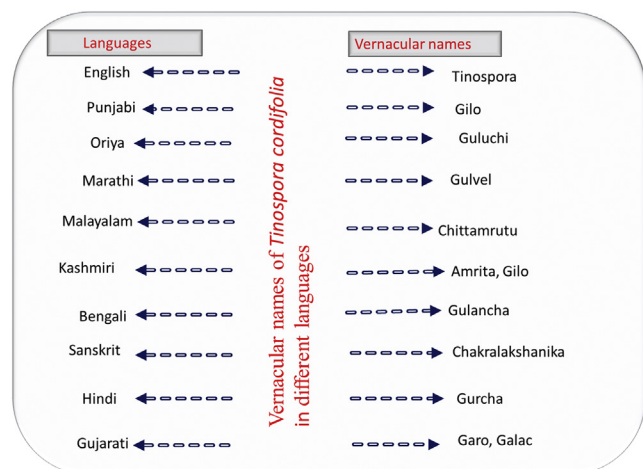 Languages
Vernacular names
English
Tinospora
Punjabi
Gilo
Oriya
Guluchi
Marathi
Gulvel
Malayalam
Chittamrutu
Kashmiri
Amrita, Gilo
Bengali
Gulancha
Sanskrit
Chakralakshanika
Hindi
Gurcha
Gujarati
Garo, Galac
Vernacular names of Tinospora cordifolia
in different languages